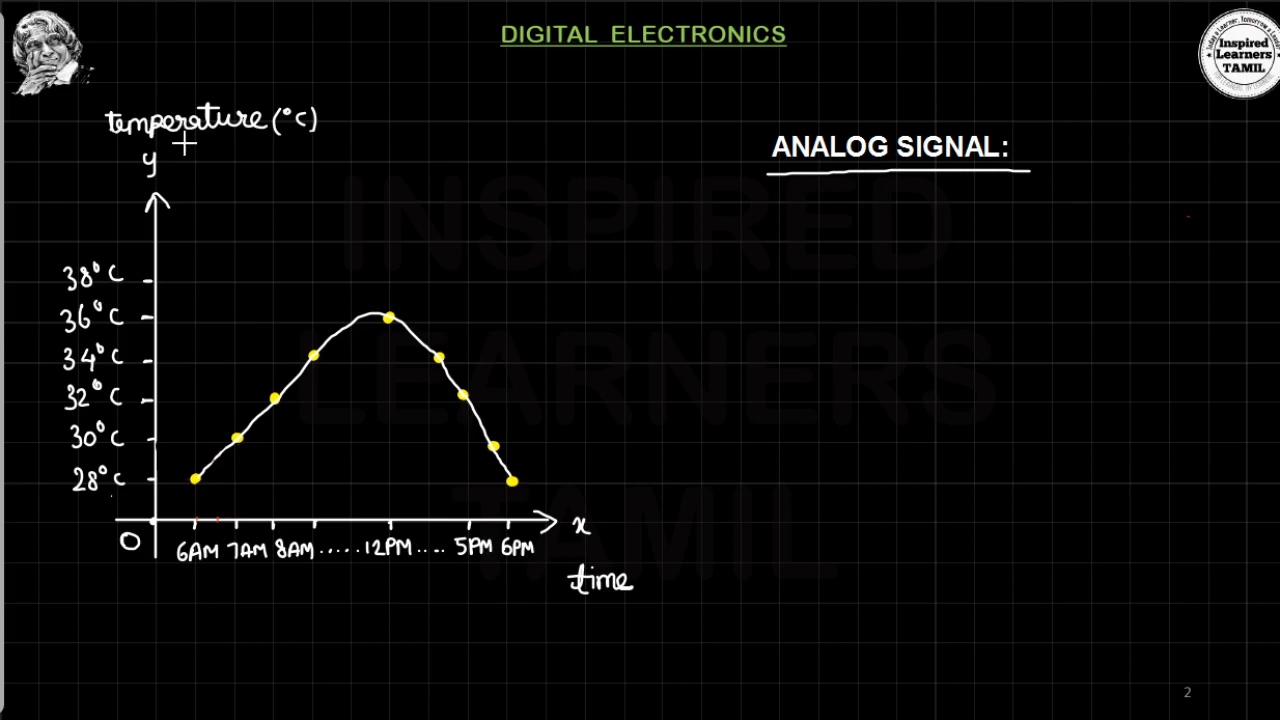 DIGITAL ELECTRONICS
Inspired
Learners
TAMIL
temperature (°c)
y
ANALOG SIGNAL:
INSPIRED
LEARNERS
TAMIL
38°C
36°C
34°C
32°C
30°C
28°C
O
6AM 7AM 8AM ..... 12PM .... 5PM 6PM
x
time
2